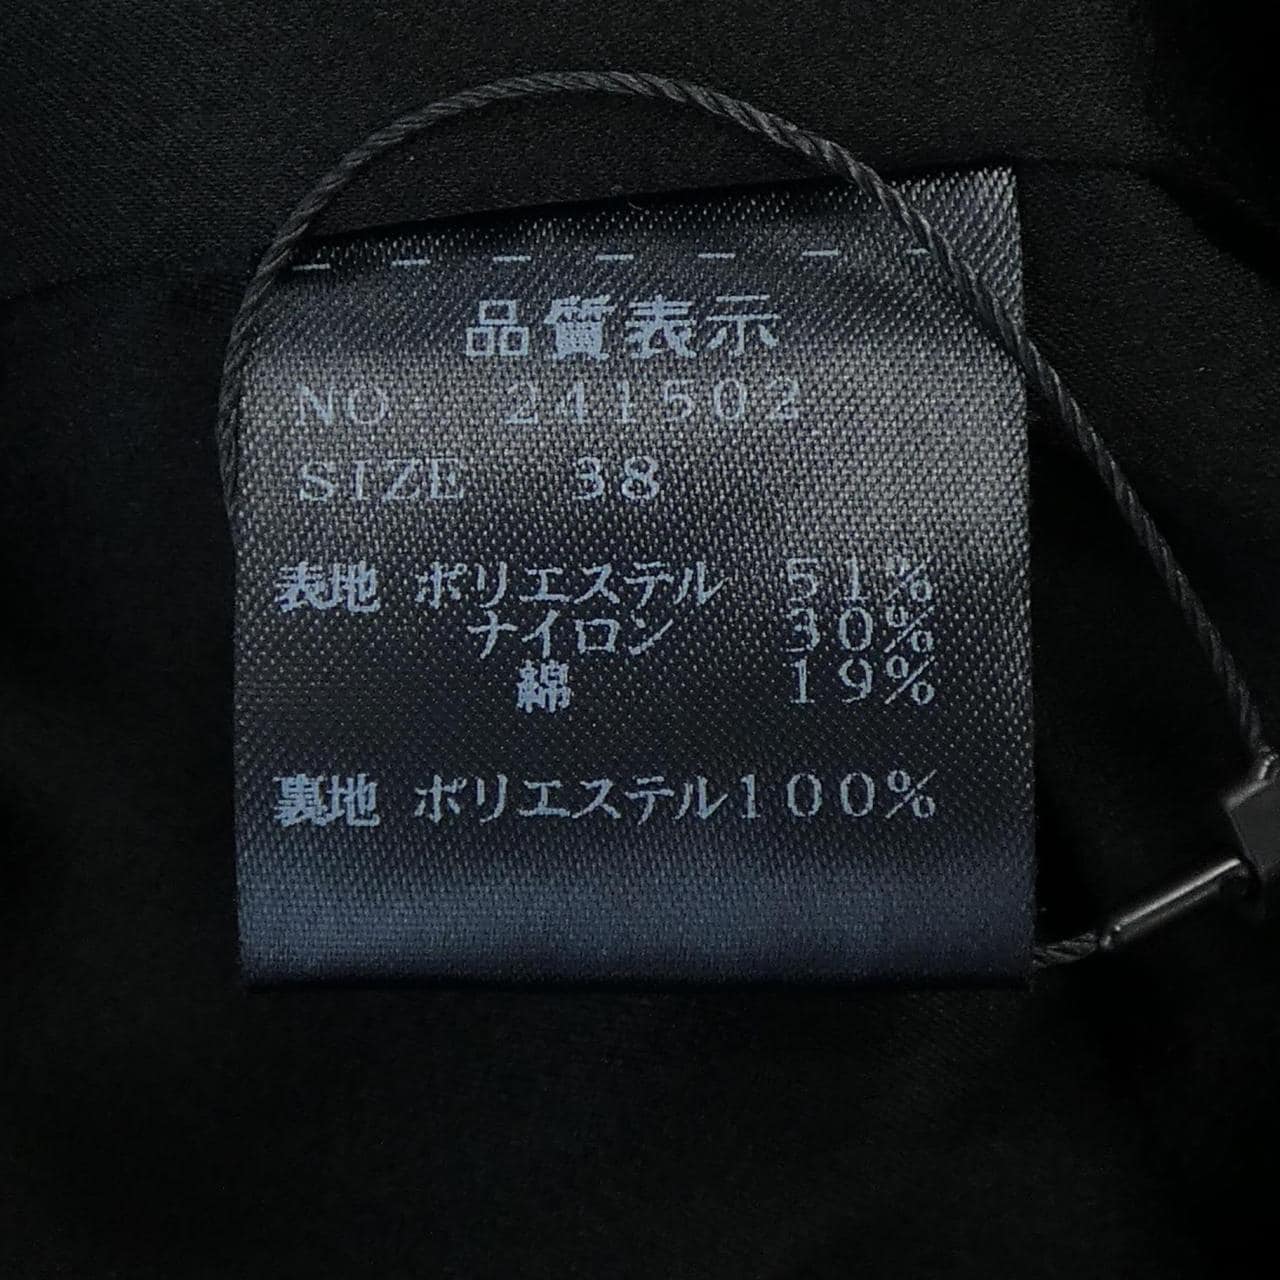 品質表示
NO. 241502
SIZE 38
表地 ポリエステル 51%
ナイロン 30%
綿 19%
裏地 ポリエステル100%